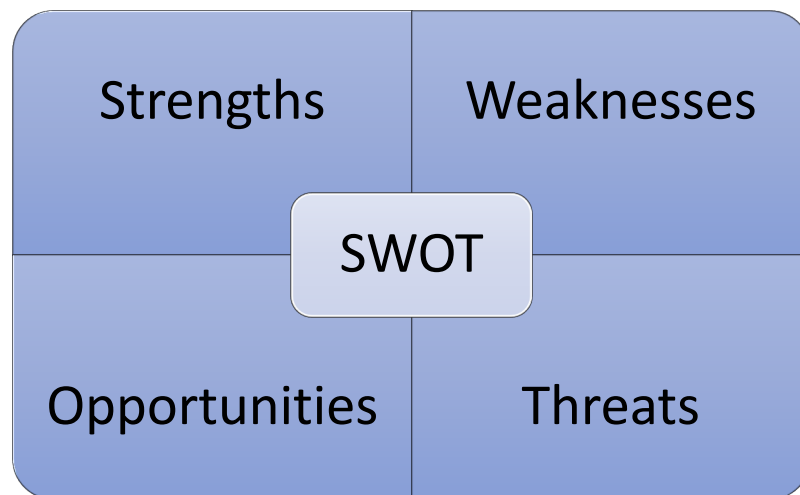 Strengths
Weaknesses
SWOT
Opportunities
Threats